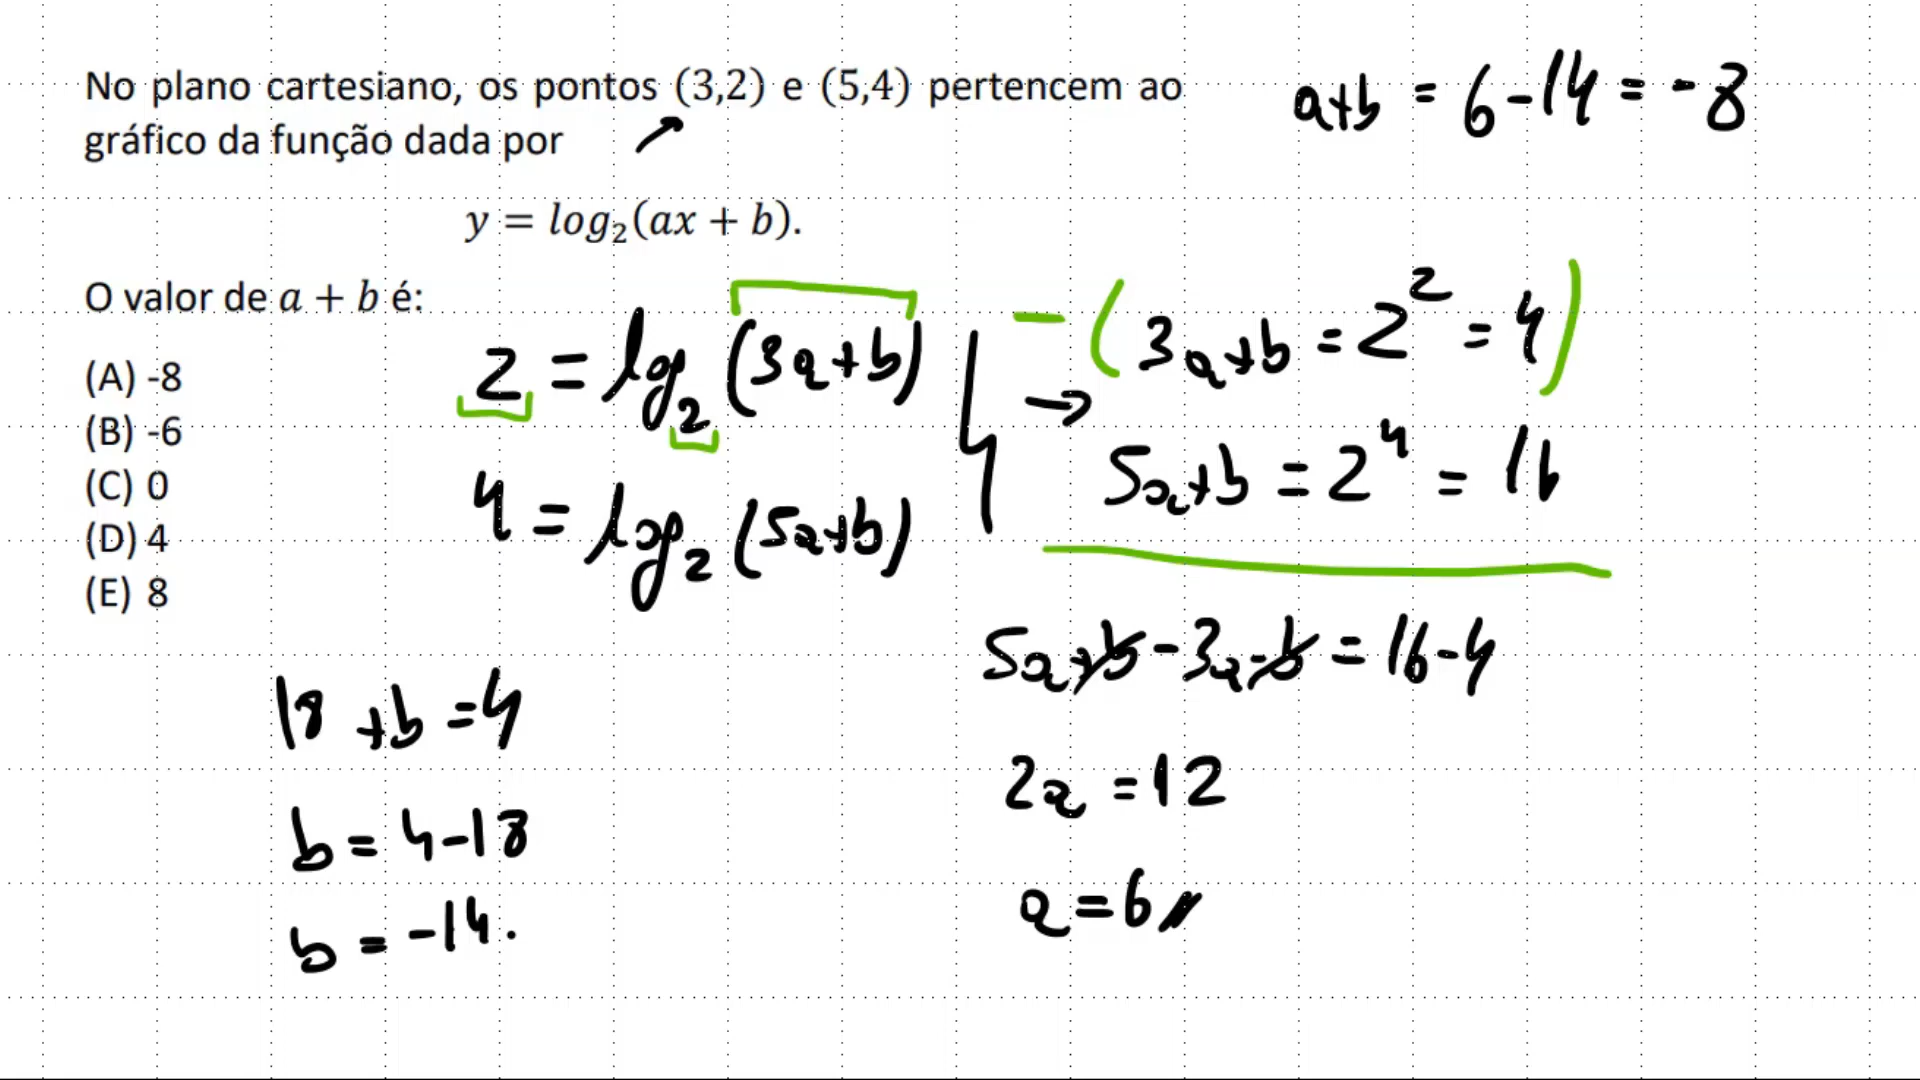 No plano cartesiano, os pontos (3,2) e (5,4) pertencem ao
gráfico da função dada por
y = log₂(ax + b).
O valor de a + b é:
(A) -8
(B) -6
(C) 0
(D) 4
(E) 8
2 = log₂ (3a+b)
4 = log₂ (5a+b)
→
-(3a+b = 2² = 4)
5a+b = 2⁴ = 16
5a+b-3a-b = 16-4
2a = 12
a = 6
18 +b = 4
b = 4-18
b = -14.
a+b = 6-14 = -8